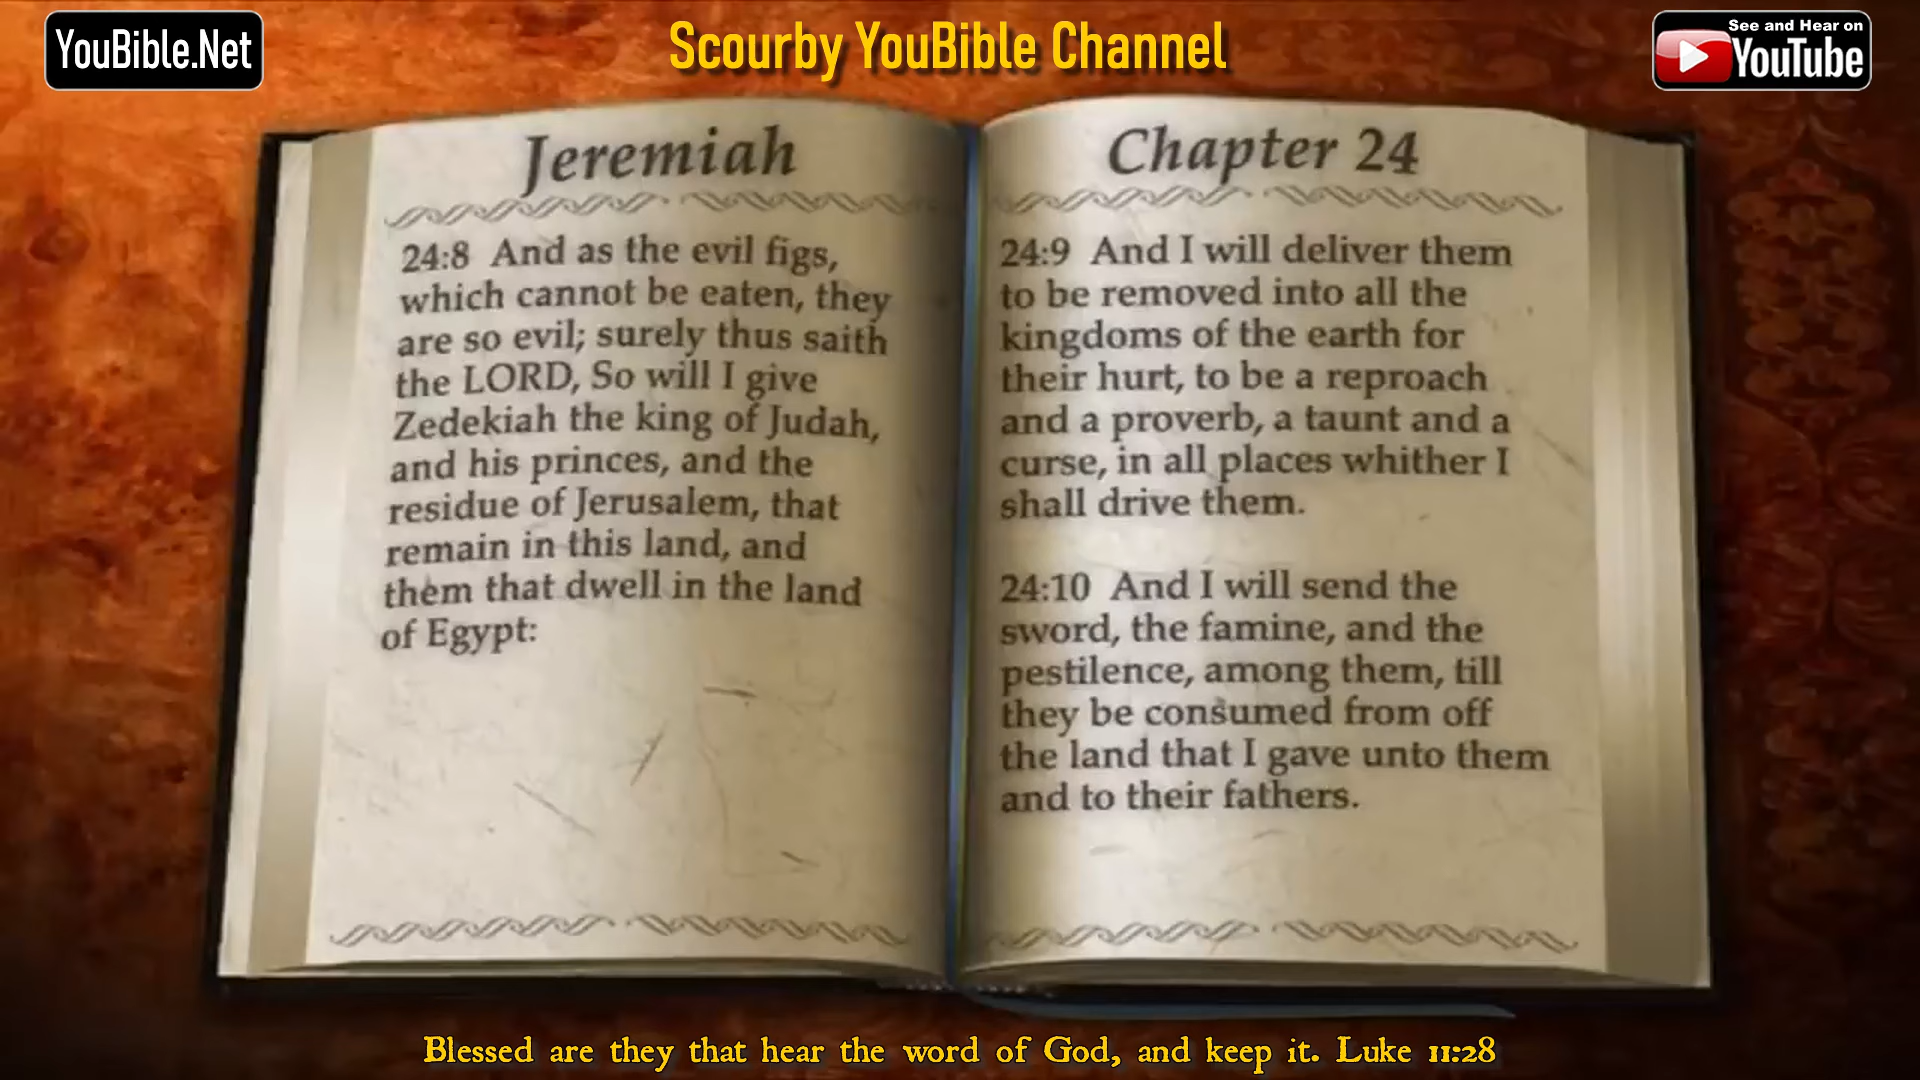 YouBible.Net
Scourby YouBible Channel
See and Hear on
YouTube
Jeremiah
24:8 And as the evil figs,
which cannot be eaten, they
are so evil; surely thus saith
the LORD, So will I give
Zedekiah the king of Judah,
and his princes, and the
residue of Jerusalem, that
remain in this land, and
them that dwell in the land
of Egypt:
Chapter 24
24:9 And I will deliver them
to be removed into all the
kingdoms of the earth for
their hurt, to be a reproach
and a proverb, a taunt and a
curse, in all places whither I
shall drive them.
24:10 And I will send the
sword, the famine, and the
pestilence, among them, till
they be consumed from off
the land that I gave unto them
and to their fathers.
Blessed are they that hear the word of God, and keep it. Luke 11:28